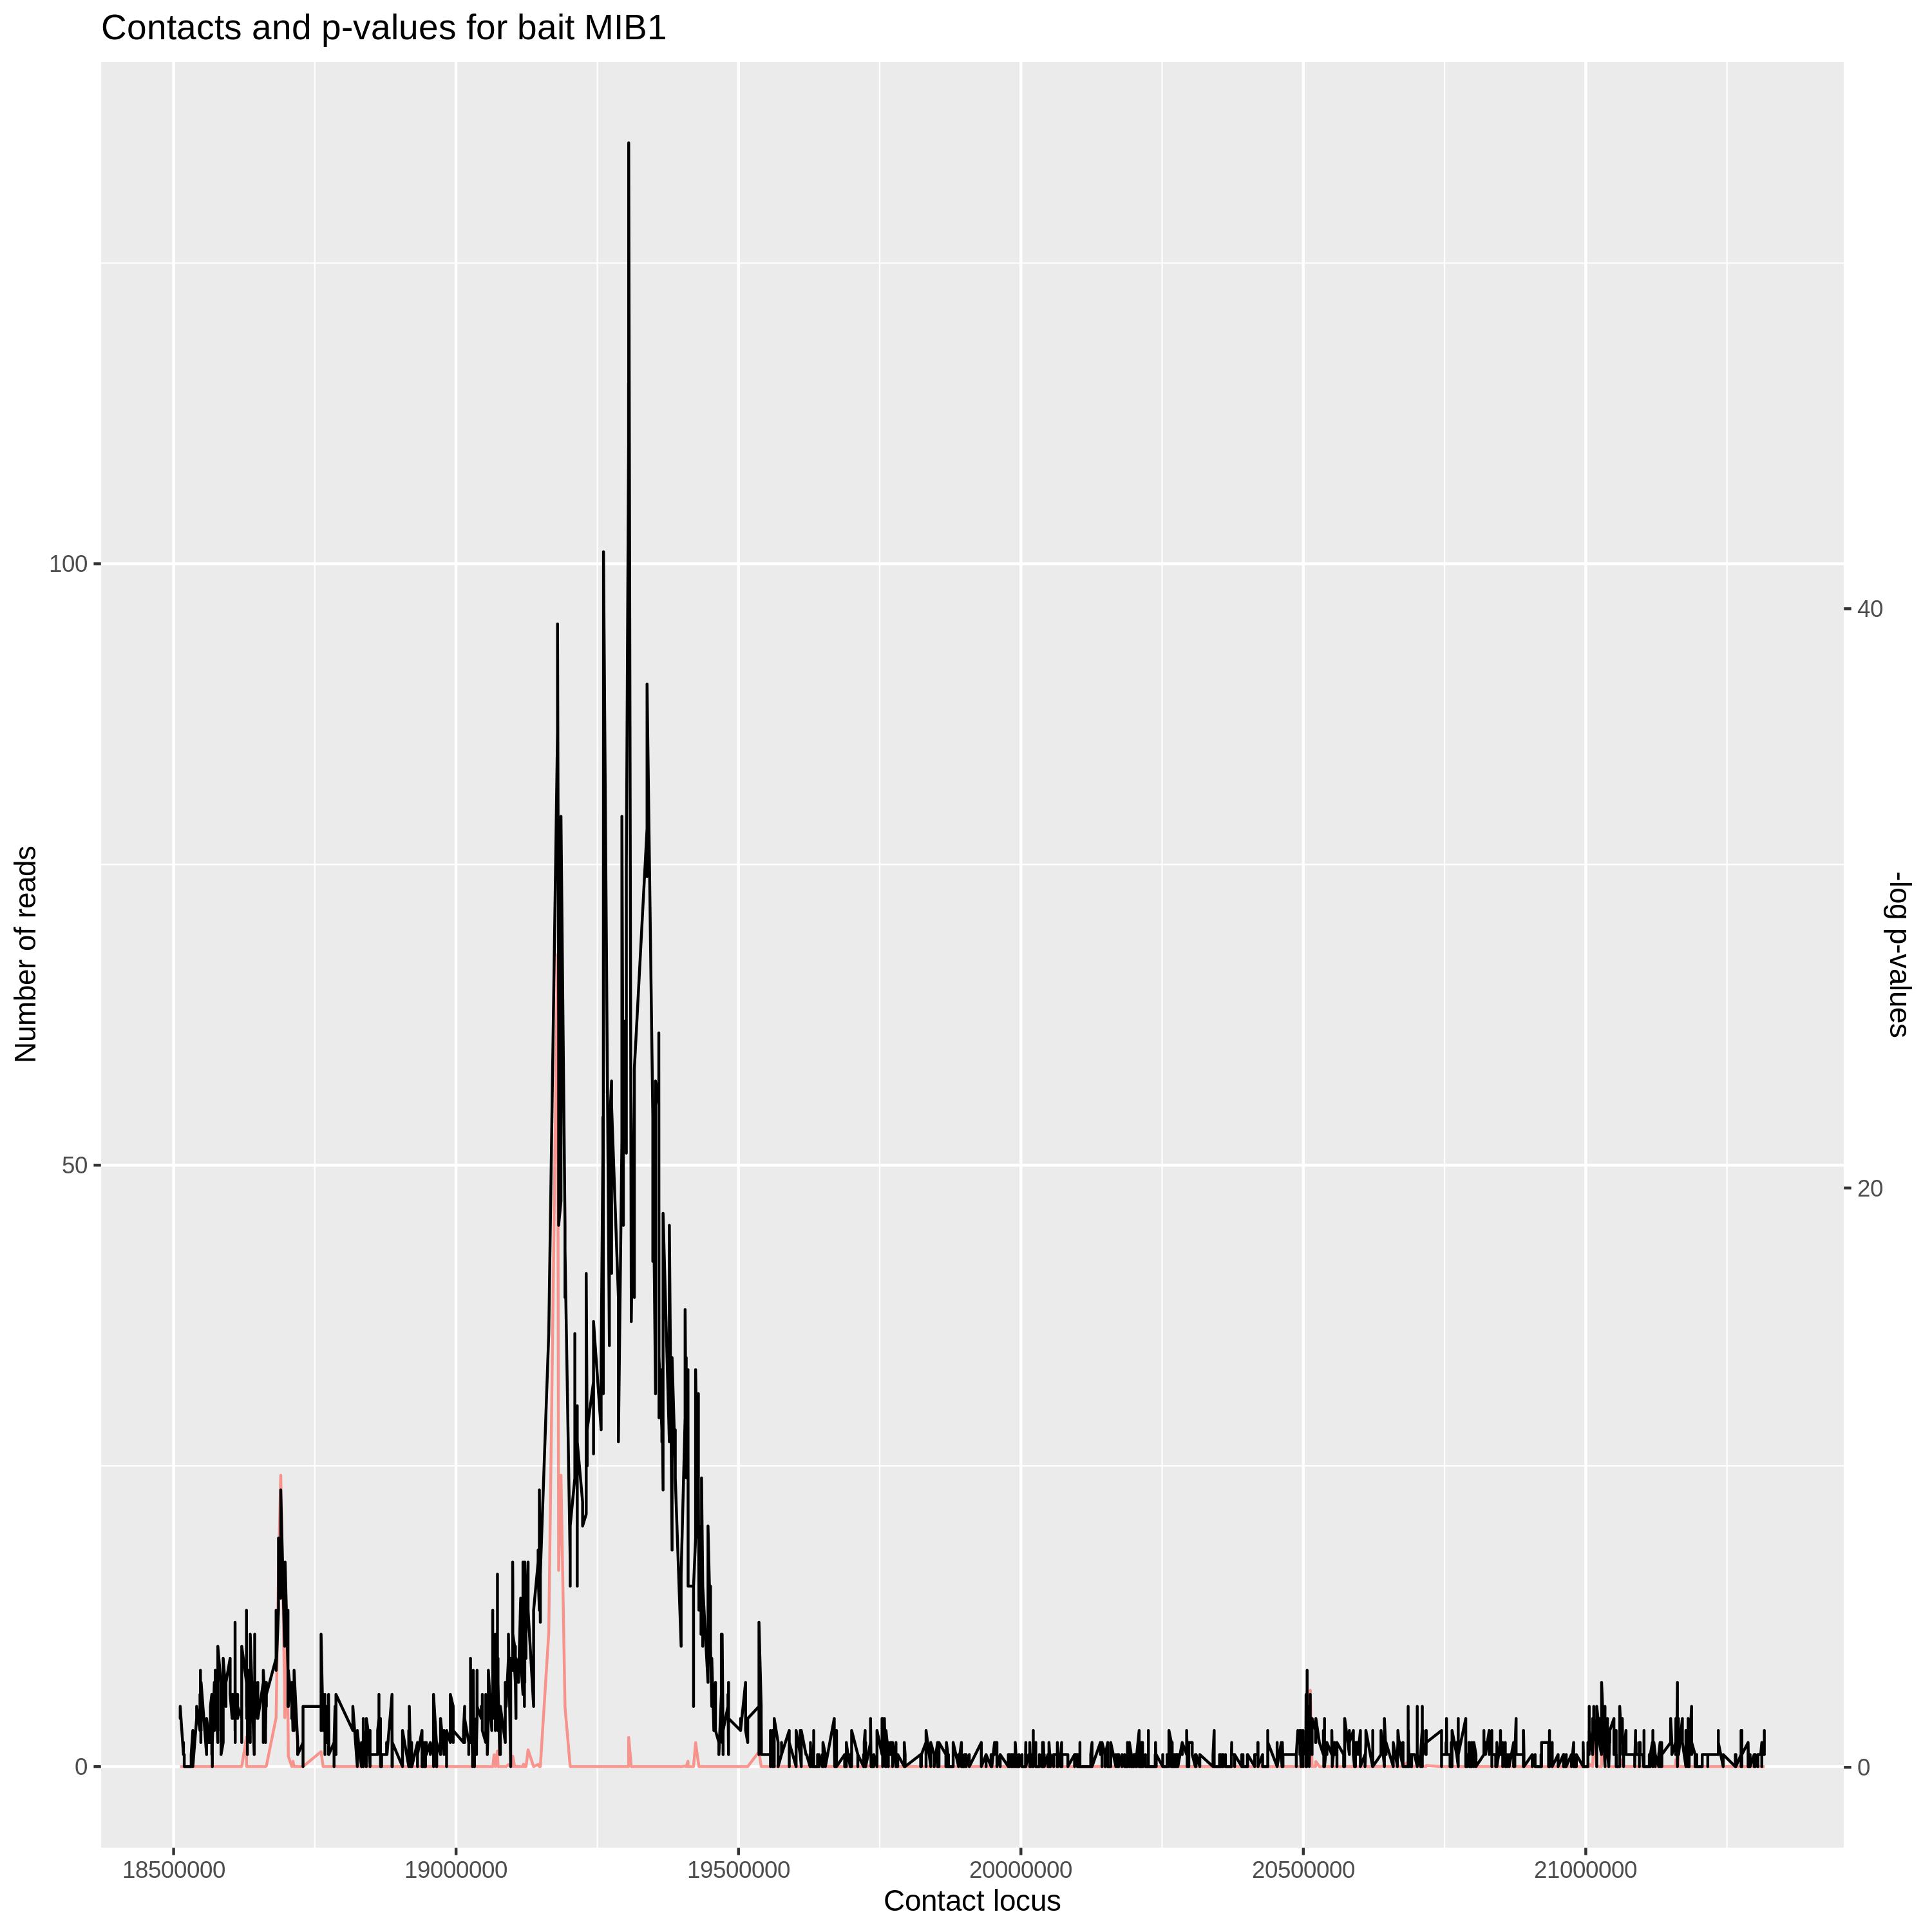 Contacts and p-values for bait MIB1
Number of reads
100
50
0
40
20
0
-log p-values
18500000 19000000 19500000 20000000 20500000 21000000
Contact locus